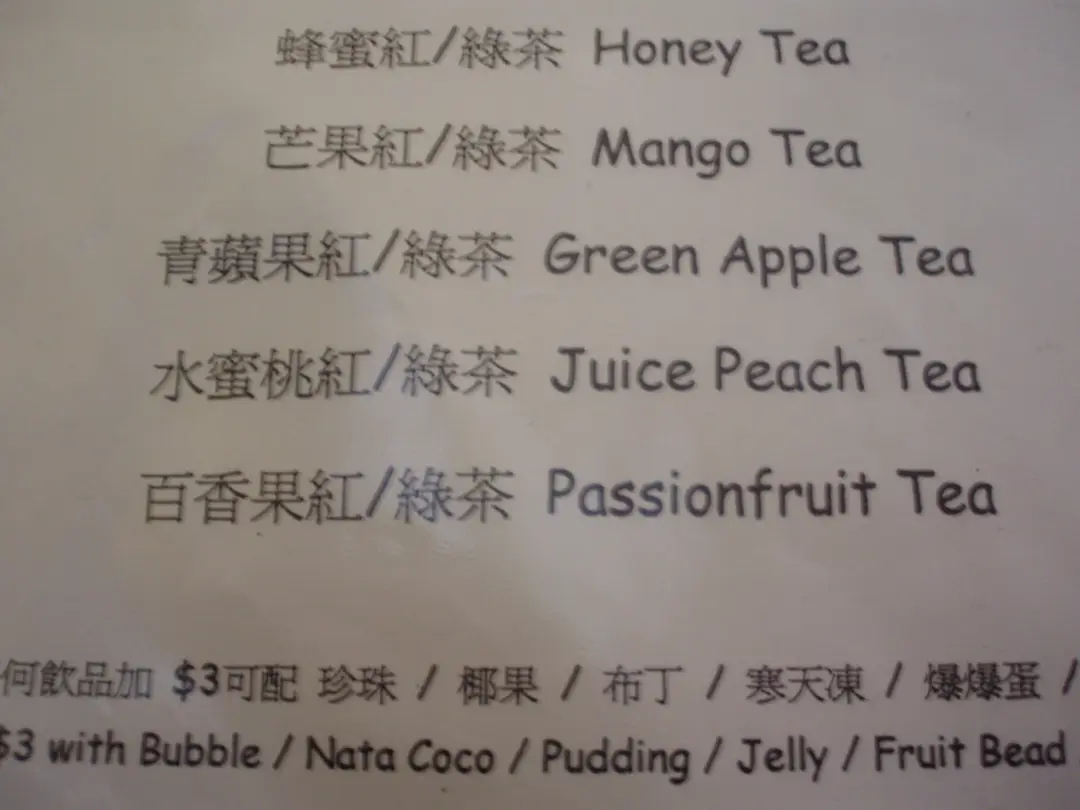 蜂蜜紅/綠茶 Honey Tea
芒果紅/綠茶 Mango Tea
青蘋果紅/綠茶 Green Apple Tea
水蜜桃紅/綠茶 Juice Peach Tea
百香果紅/綠茶 Passionfruit Tea
何飲品加 $3可配 珍珠 / 椰果 / 布丁 / 寒天凍 / 爆爆蛋 /
$3 with Bubble / Nata Coco / Pudding / Jelly / Fruit Bead